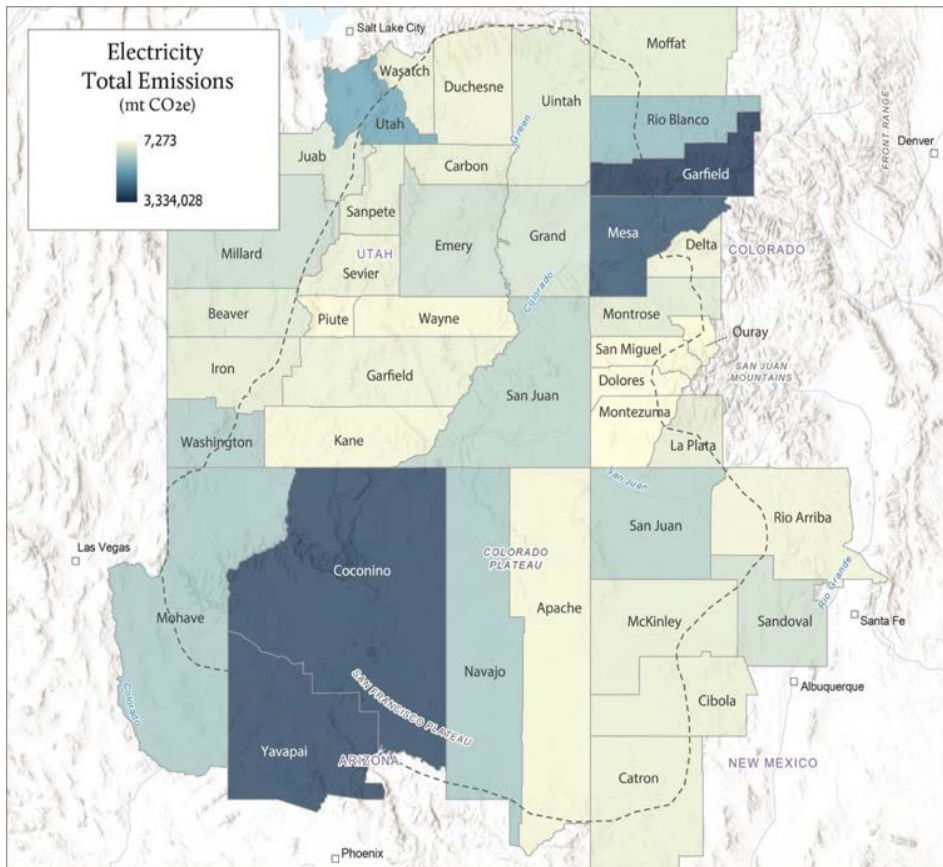 Electricity
Total Emissions
(mt CO2e)
7,273
3,334,028
Salt Lake City
Moffat
Wasatch
Duchesne
Uintah
Green
Rio Blanco
Utah
FRONT RANGE
Denver
Juab
Carbon
Garfield
Sanpete
Mesa
Delta
COLORADO
Millard
UTAH
Emery
Grand
Sevier
Colorado
Beaver
Piute
Wayne
Montrose
Ouray
San Miguel
SAN JUAN
MOUNTAINS
Iron
Garfield
San Juan
Dolores
Montezuma
Washington
Kane
La Plata
San Juan
San Juan
Rio Arriba
Las Vegas
COLORADO
PLATEAU
Coconino
Rio Grande
Mohave
Apache
McKinley
Sandoval
Santa Fe
Navajo
SAN FRANCISCO PLATEAU
Colorado
Cibola
Albuquerque
Yavapai
ARIZONA
NEW MEXICO
Catron
Phoenix